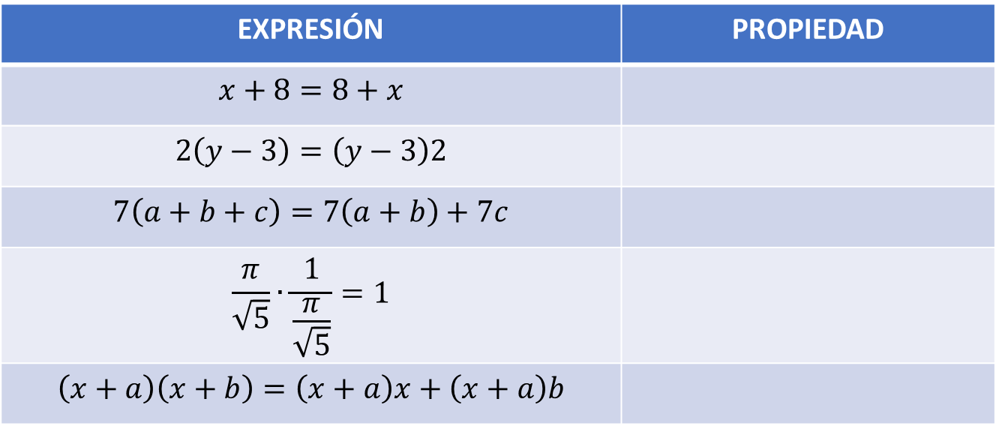 EXPRESIÓN PROPIEDAD
x + 8 = 8 + x
2(y − 3) = (y − 3)2
7(a + b + c) = 7(a + b) + 7c
π/√5 · 1/(π/√5) = 1
(x + a)(x + b) = (x + a)x + (x + a)b